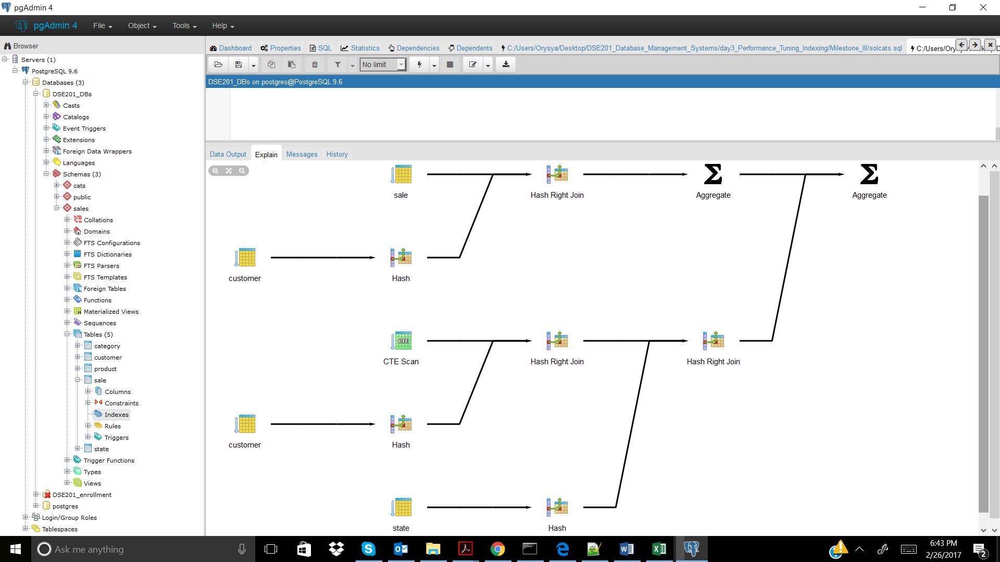 pgAdmin 4
pgAdmin 4 File Object Tools Help
Browser
Servers (1)
PostgreSQL 9.6
Databases (3)
DSE201_DBs
Casts
Catalogs
Event Triggers
Extensions
Foreign Data Wrappers
Languages
Schemas (3)
cats
public
sales
Collations
Domains
FTS Configurations
FTS Dictionaries
FTS Parsers
FTS Templates
Foreign Tables
Functions
Materialized Views
Sequences
Tables (5)
category
customer
product
sale
Columns
Constraints
Indexes
Rules
Triggers
state
Trigger Functions
Types
Views
DSE201_enrollment
postgres
Login/Group Roles
Tablespaces
Dashboard Properties SQL Statistics Dependencies Dependents C:/Users/Orysya/Desktop/DSE201_Database_Management_Systems/day3_Performance_Tuning_Indexing/Milestone_III/solcats.sql
No limit
DSE201_DBs on postgres@PostgreSQL 9.6
Data Output Explain Messages History
sale Hash Right Join Aggregate Aggregate
customer Hash
CTE
CTE Scan Hash Right Join Hash Right Join
customer Hash
state Hash
Ask me anything
6:43 PM
2/26/2017
2